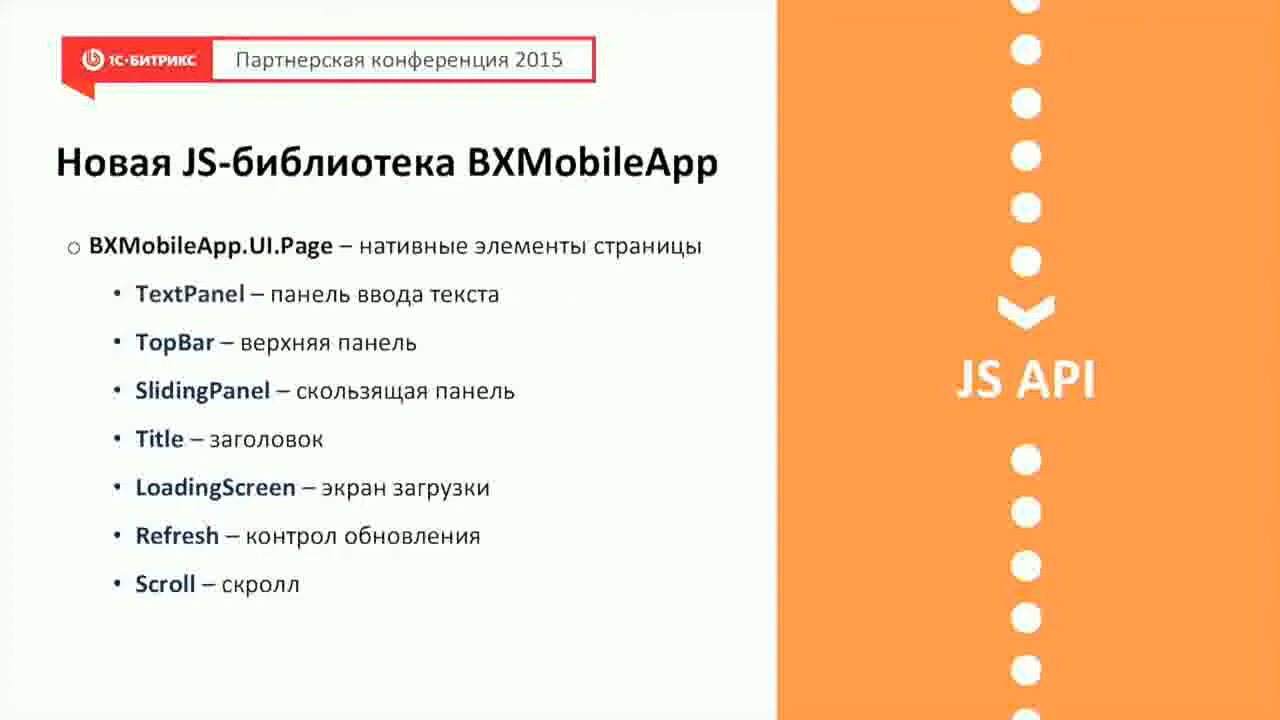 1С-БИТРИКС Партнерская конференция 2015
Новая JS-библиотека BXMobileApp
BXMobileApp.UI.Page – нативные элементы страницы
TextPanel – панель ввода текста
TopBar – верхняя панель
SlidingPanel – скользящая панель
Title – заголовок
LoadingScreen – экран загрузки
Refresh – контрол обновления
Scroll – скролл
JS API